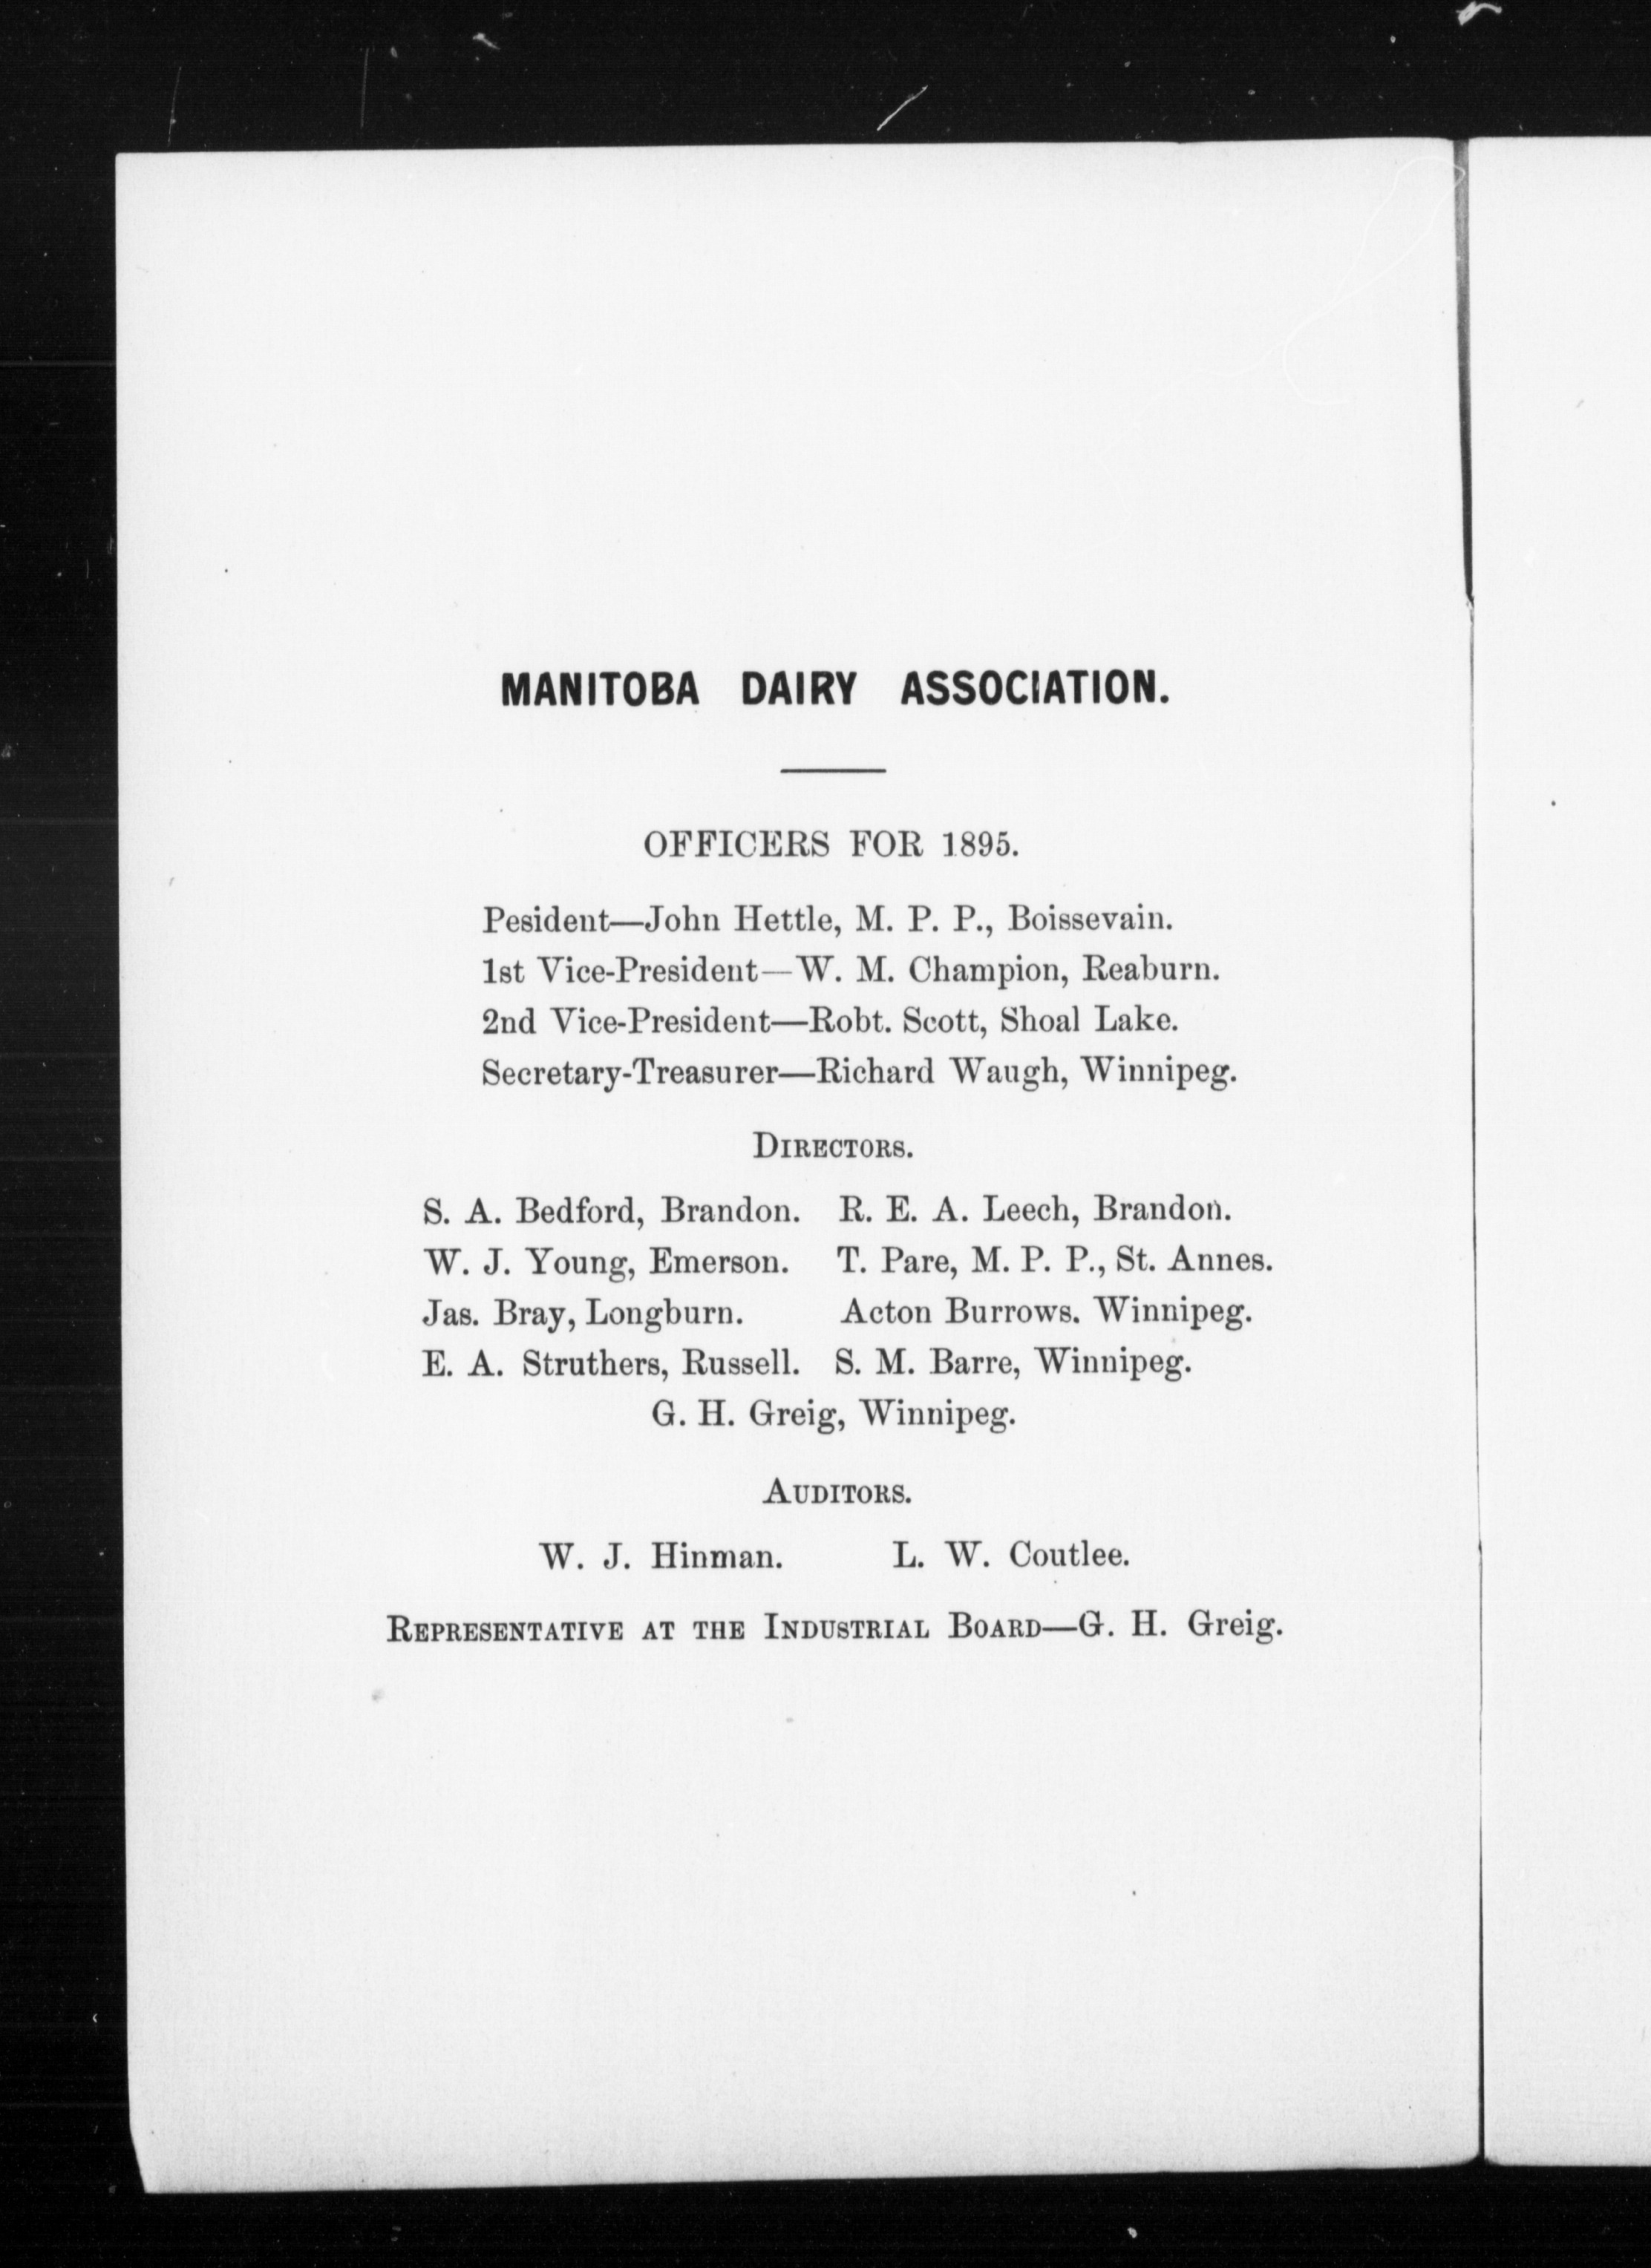 MANITOBA DAIRY ASSOCIATION.
OFFICERS FOR 1895.
Pesident—John Hettle, M. P. P., Boissevain.
1st Vice-President—W. M. Champion, Reaburn.
2nd Vice-President—Robt. Scott, Shoal Lake.
Secretary-Treasurer—Richard Waugh, Winnipeg.
DIRECTORS.
S. A. Bedford, Brandon. R. E. A. Leech, Brandon.
W. J. Young, Emerson. T. Pare, M. P. P., St. Annes.
Jas. Bray, Longburn. Acton Burrows. Winnipeg.
E. A. Struthers, Russell. S. M. Barre, Winnipeg.
G. H. Greig, Winnipeg.
AUDITORS.
W. J. Hinman. L. W. Coutlee.
REPRESENTATIVE AT THE INDUSTRIAL BOARD—G. H. Greig.